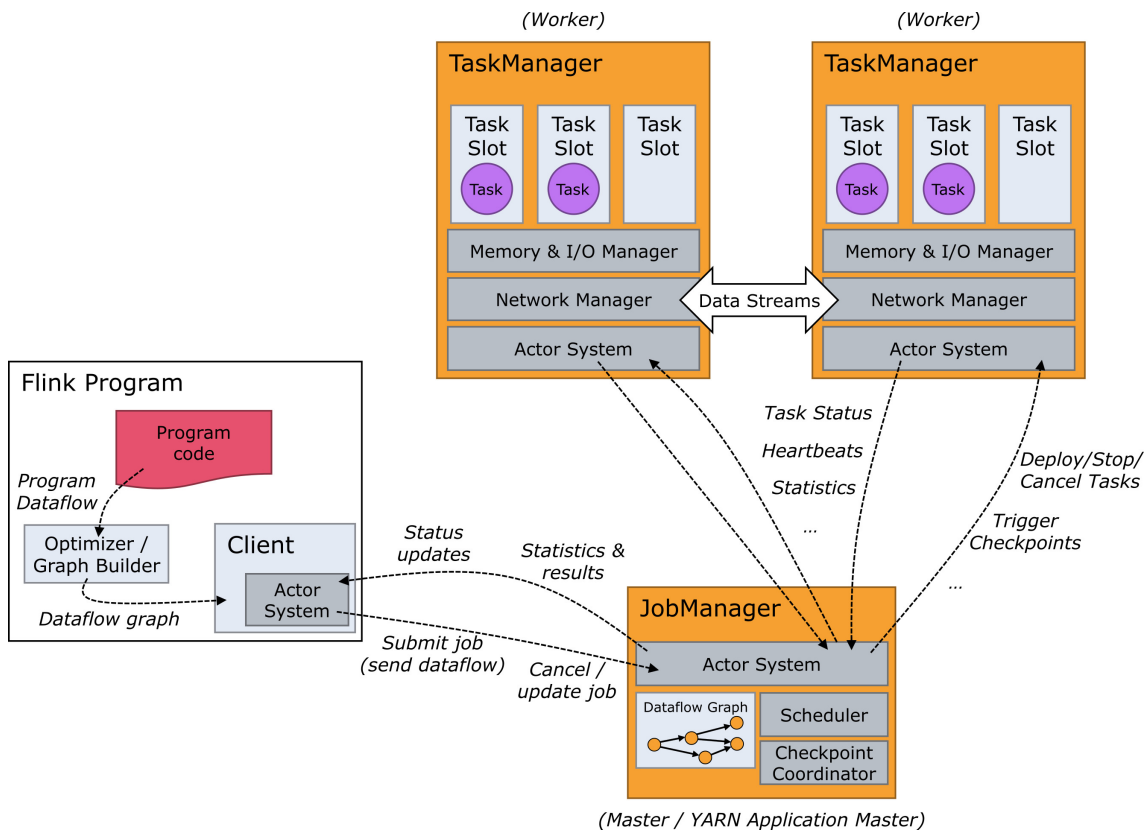 (Worker)
(Worker)
TaskManager
TaskManager
Task
Slot
Task
Slot
Task
Slot
Task
Slot
Task
Slot
Task
Slot
Task
Task
Task
Task
Memory & I/O Manager
Memory & I/O Manager
Network Manager
Data Streams
Network Manager
Actor System
Actor System
Flink Program
Program
code
Program
Dataflow
Optimizer /
Graph Builder
Dataflow graph
Client
Actor
System
Status
updates
Statistics &
results
Submit job
(send dataflow)
Cancel /
update job
Task Status
Heartbeats
Statistics
...
Deploy/Stop/
Cancel Tasks
Trigger
Checkpoints
...
JobManager
Actor System
Dataflow Graph
Scheduler
Checkpoint
Coordinator
(Master / YARN Application Master)